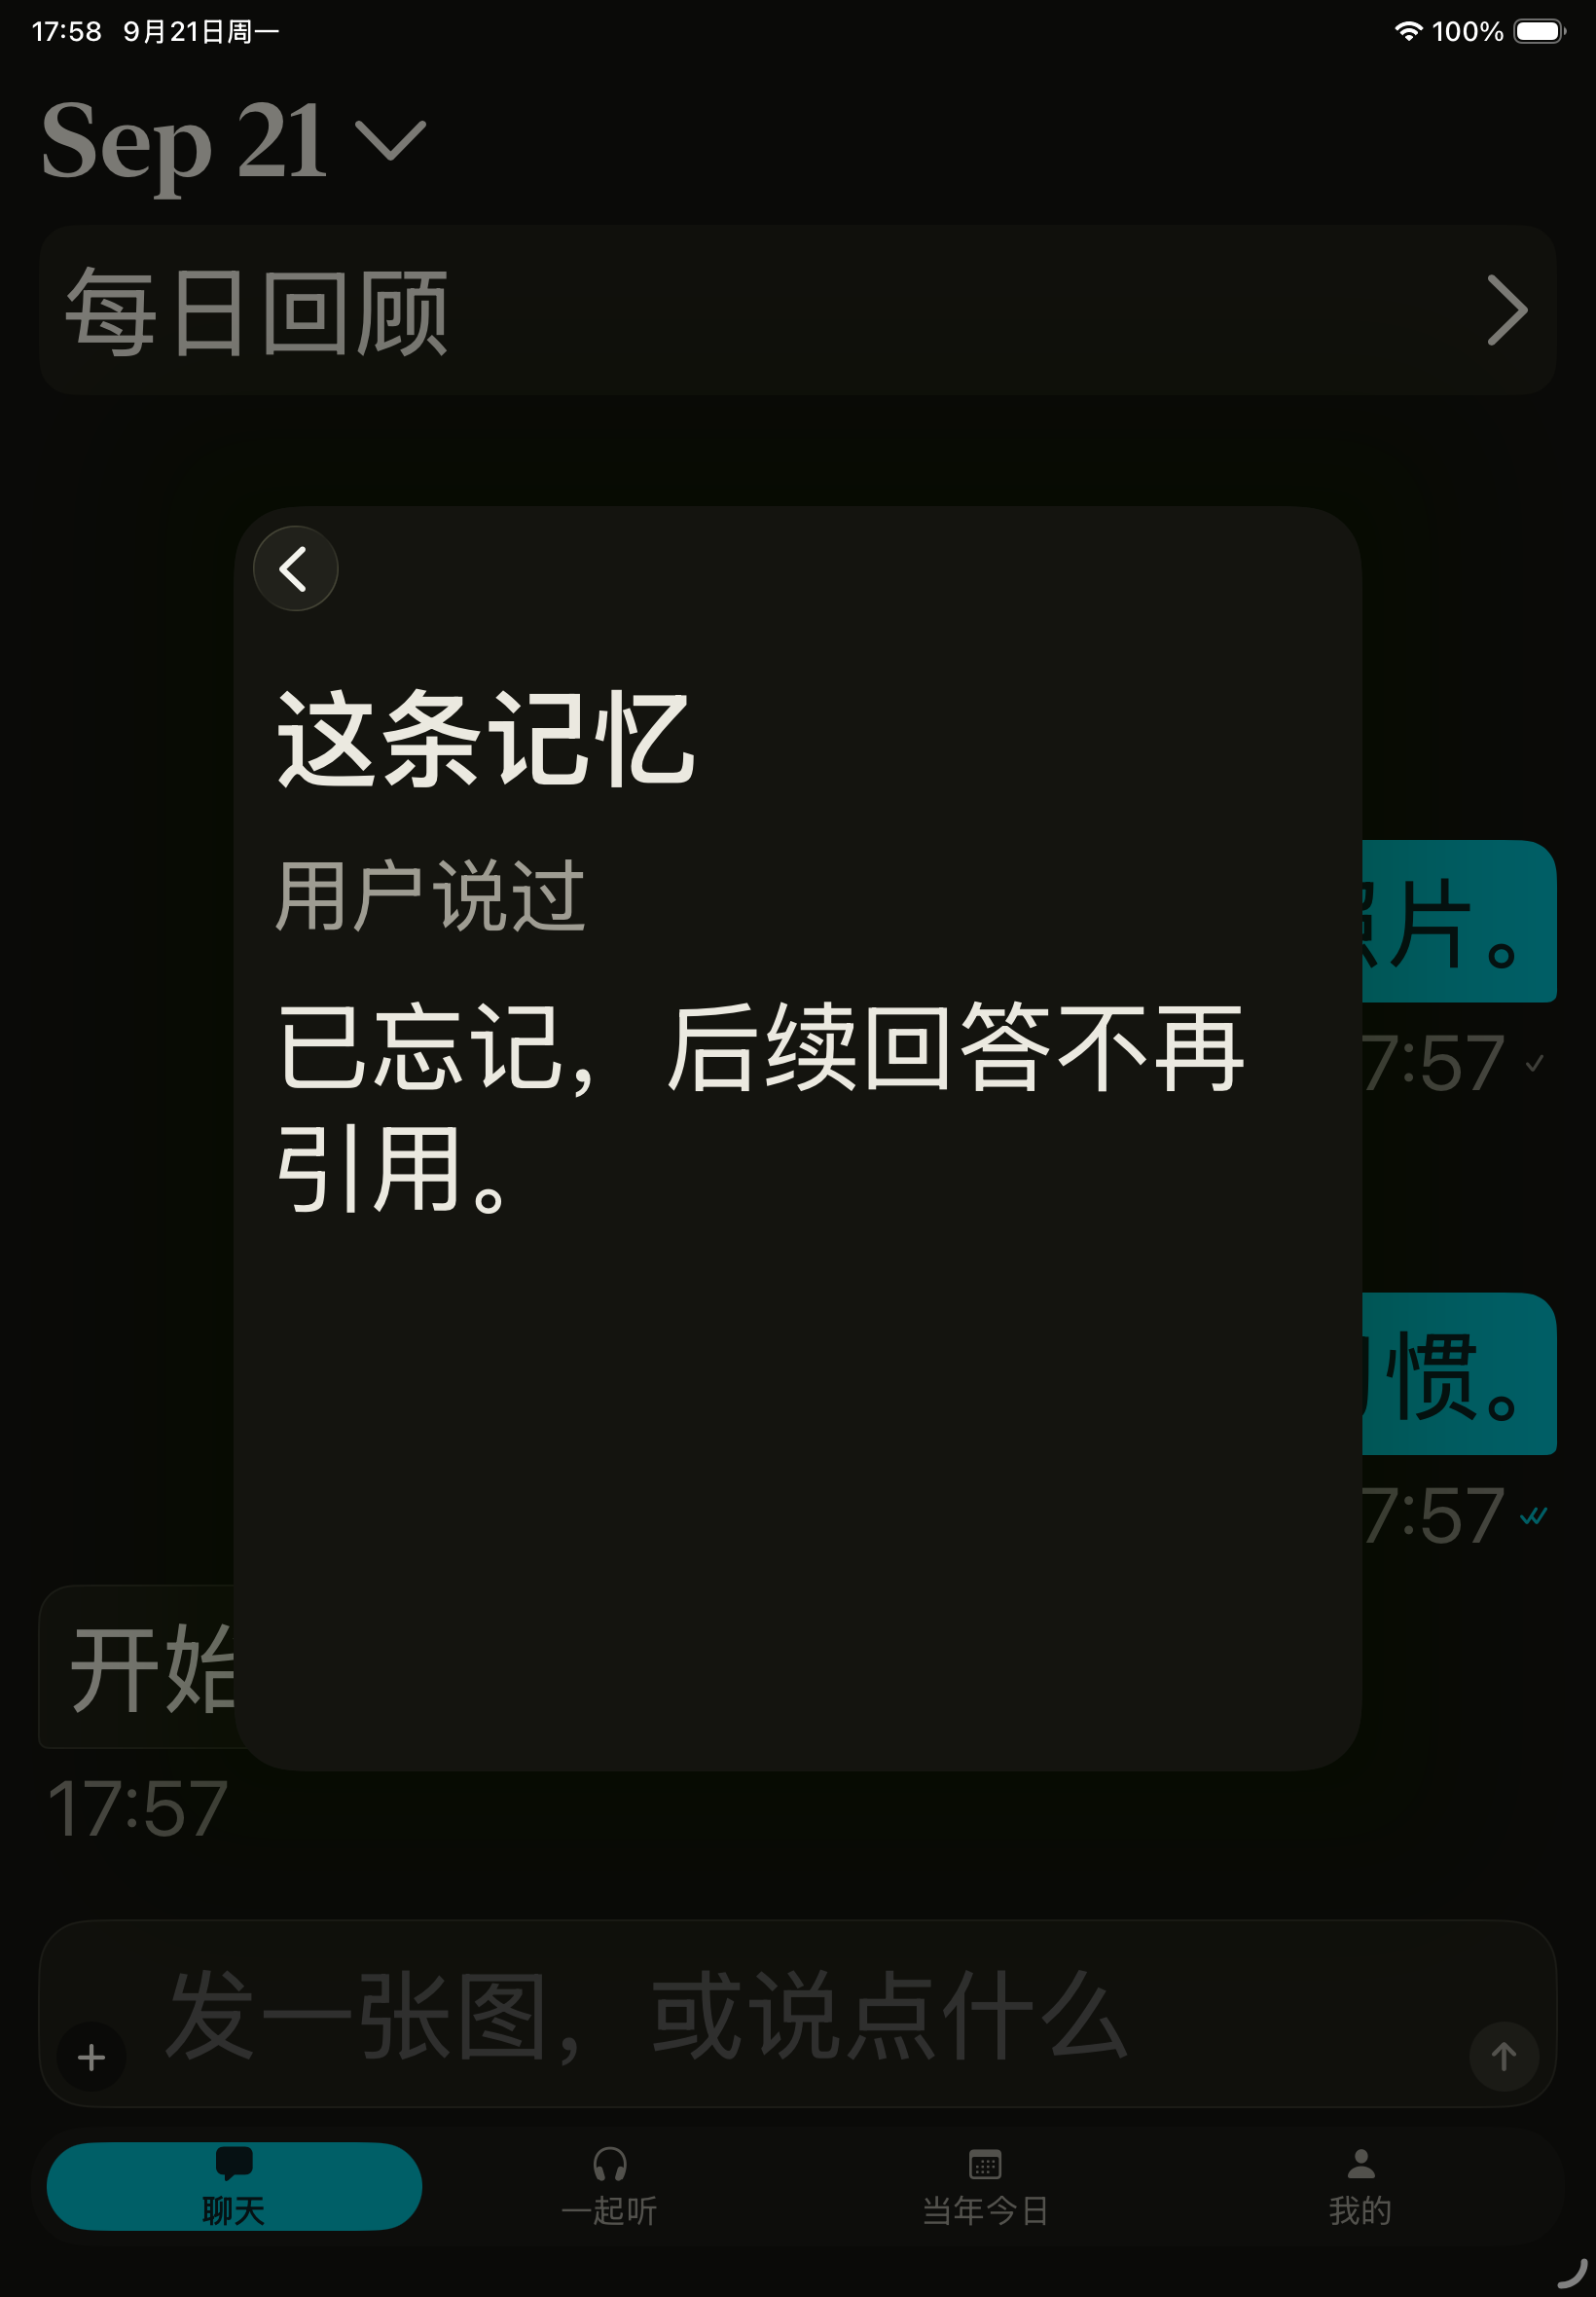 17:58 9月21日周一 100%
Sep 21
每日回顾
这条记忆
用户说过
已忘记，后续回答不再
引用。
照片。
7:57
惯。
7:57
开始
17:57
发一张图，或说点什么
聊天 一起听 当年今日 我的